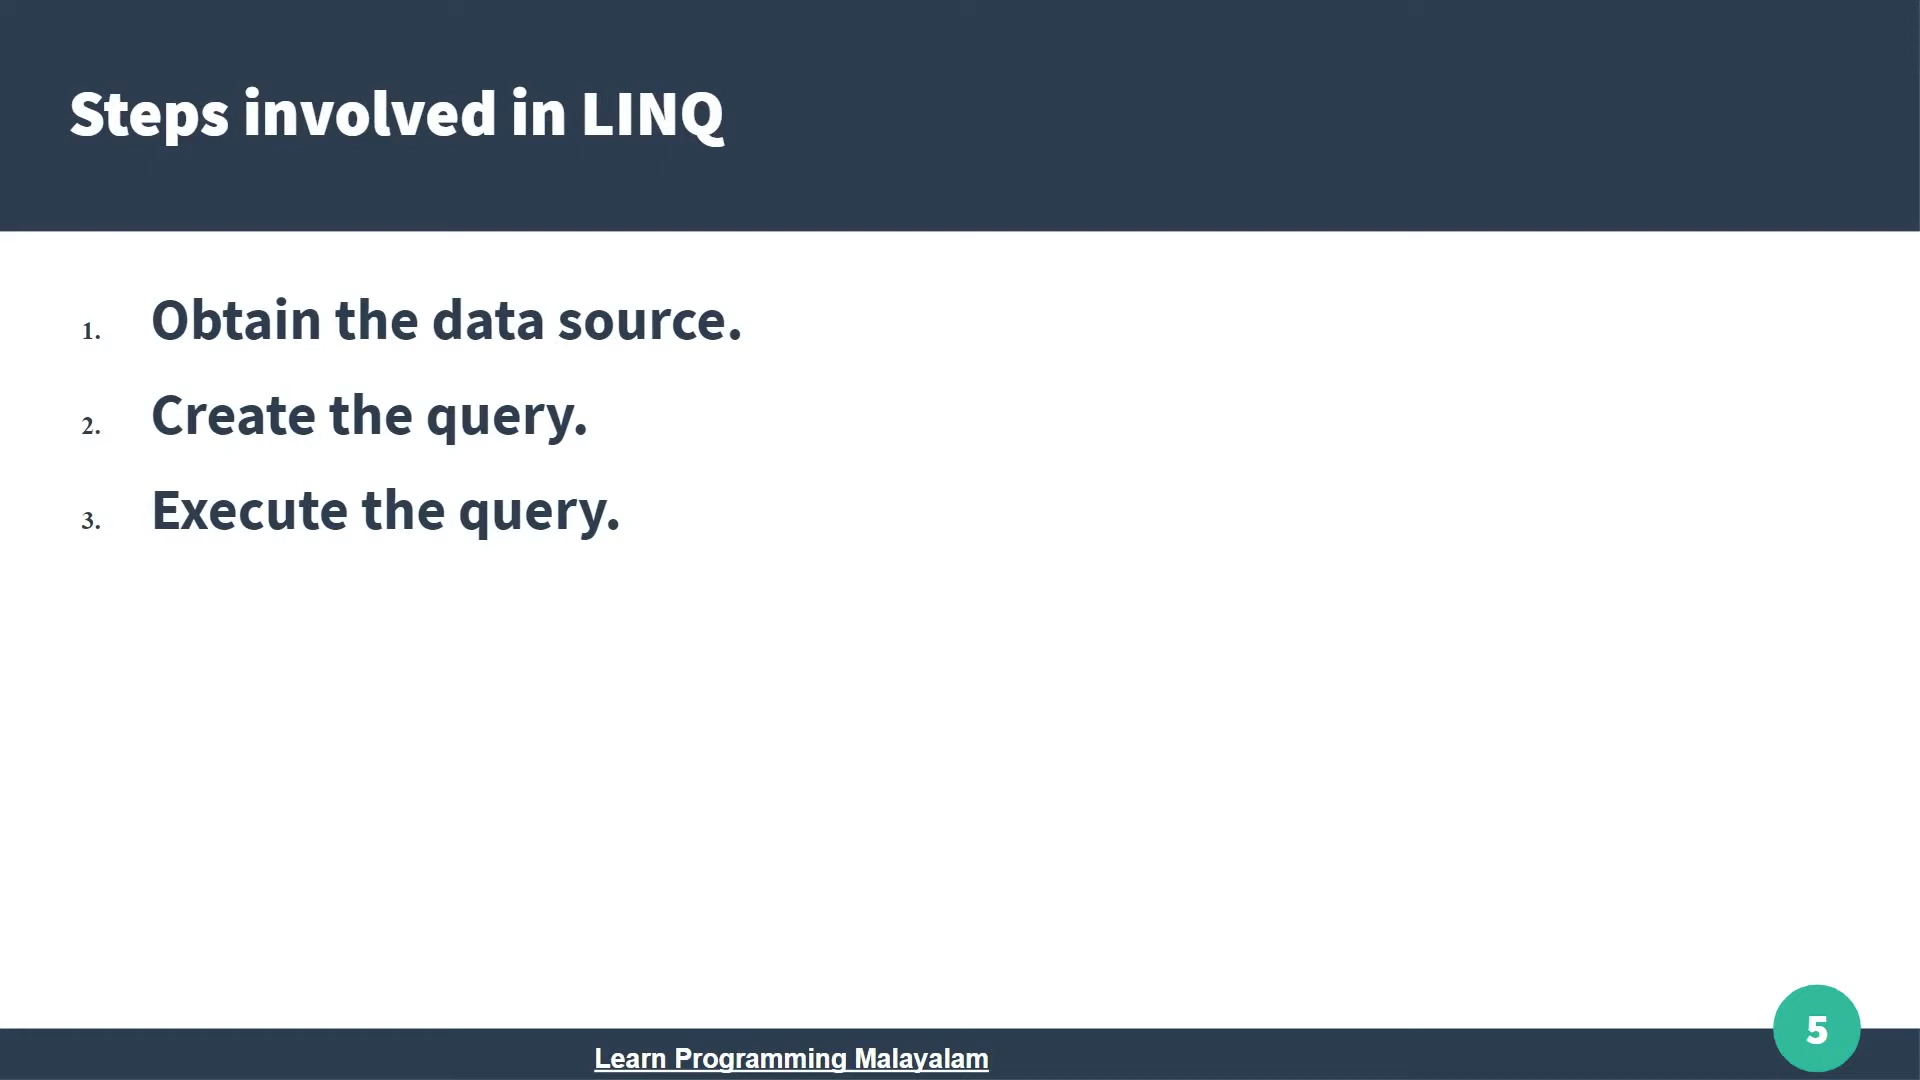 Steps involved in LINQ
1. Obtain the data source.
2. Create the query.
3. Execute the query.
5
Learn Programming Malayalam